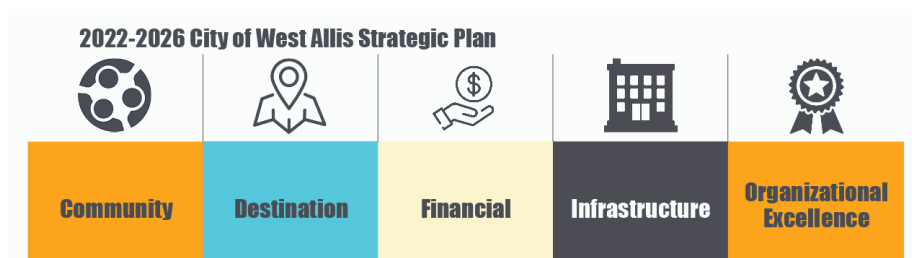 2022-2026 City of West Allis Strategic Plan
Community
Destination
Financial
Infrastructure
Organizational
Excellence